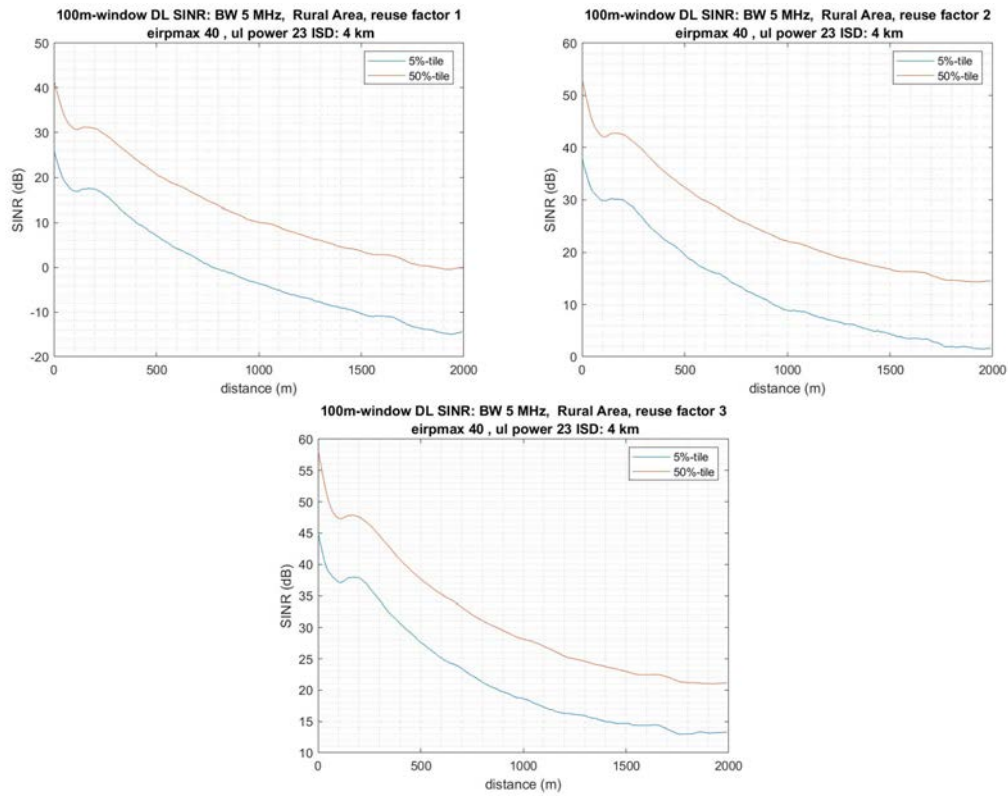 100m-window DL SINR: BW 5 MHz, Rural Area, reuse factor 1
eirpmax 40 , ul power 23 ISD: 4 km
5%-tile
50%-tile
50
40
30
20
10
0
-10
-20
SINR (dB)
0 500 1000 1500 2000
distance (m)
100m-window DL SINR: BW 5 MHz, Rural Area, reuse factor 2
eirpmax 40 , ul power 23 ISD: 4 km
5%-tile
50%-tile
60
50
40
30
20
10
0
SINR (dB)
0 500 1000 1500 2000
distance (m)
100m-window DL SINR: BW 5 MHz, Rural Area, reuse factor 3
eirpmax 40 , ul power 23 ISD: 4 km
5%-tile
50%-tile
60
55
50
45
40
35
30
25
20
15
10
SINR (dB)
0 500 1000 1500 2000
distance (m)